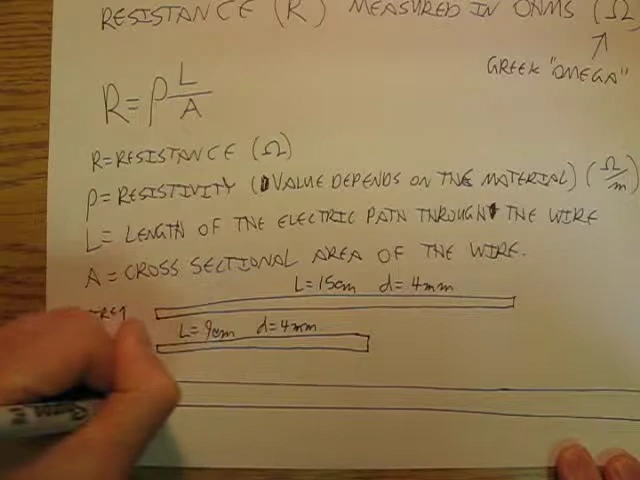 RESISTANCE (R) MEASURED IN OHMS (Ω)
GREEK "OMEGA"
R=ρL/A
R=RESISTANCE (Ω)
ρ=RESISTIVITY (VALUE DEPENDS ON THE MATERIAL) (Ω/m)
L= LENGTH OF THE ELECTRIC PATH THROUGH THE WIRE
A = CROSS SECTIONAL AREA OF THE WIRE.
L=15cm d=4mm
L=9cm d=4mm